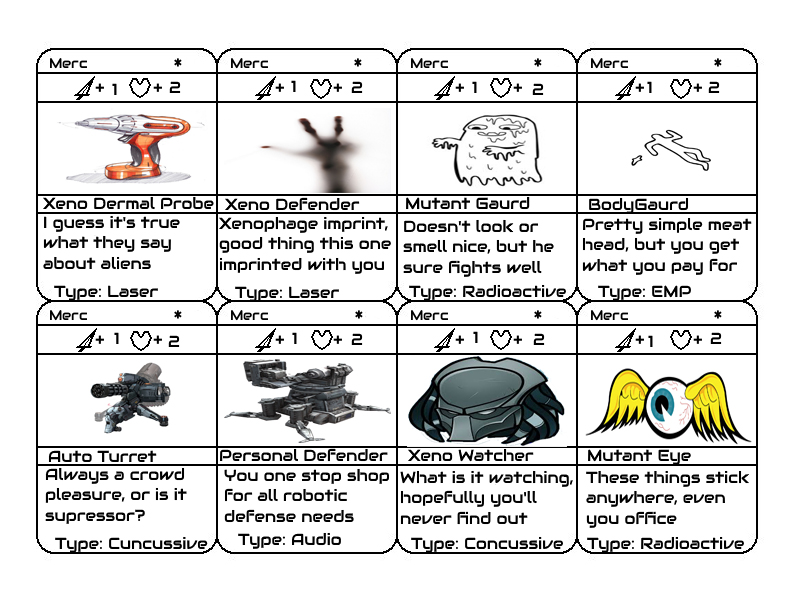 Merc *
+ 1 + 2
Xeno Dermal Probe
I guess it's true
what they say
about aliens
Type: Laser
Merc *
+ 1 + 2
Xeno Defender
Xenophage imprint,
good thing this one
imprinted with you
Type: Laser
Merc *
+ 1 + 2
Mutant Gaurd
Doesn't look or
smell nice, but he
sure fights well
Type: Radioactive
Merc *
+1 + 2
BodyGaurd
Pretty simple meat
head, but you get
what you pay for
Type: EMP
Merc *
+ 1 + 2
Auto Turret
Always a crowd
pleasure, or is it
supressor?
Type: Cuncussive
Merc *
+ 1 + 2
Personal Defender
You one stop shop
for all robotic
defense needs
Type: Audio
Merc *
+ 1 + 2
Xeno Watcher
What is it watching,
hopefully you'll
never find out
Type: Concussive
Merc *
+1 + 2
Mutant Eye
These things stick
anywhere, even
you office
Type: Radioactive